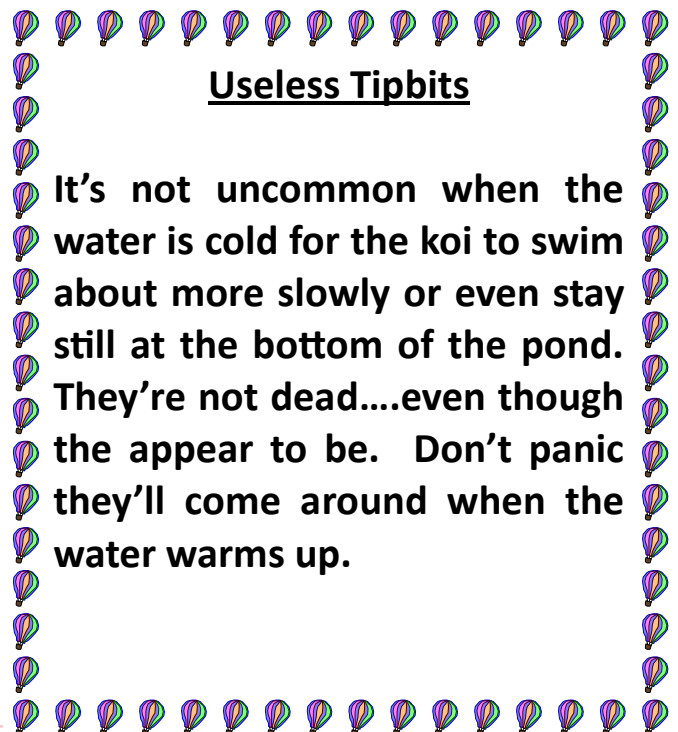 Useless Tipbits
It’s not uncommon when the
water is cold for the koi to swim
about more slowly or even stay
still at the bottom of the pond.
They’re not dead....even though
the appear to be.  Don’t panic
they’ll come around when the
water warms up.